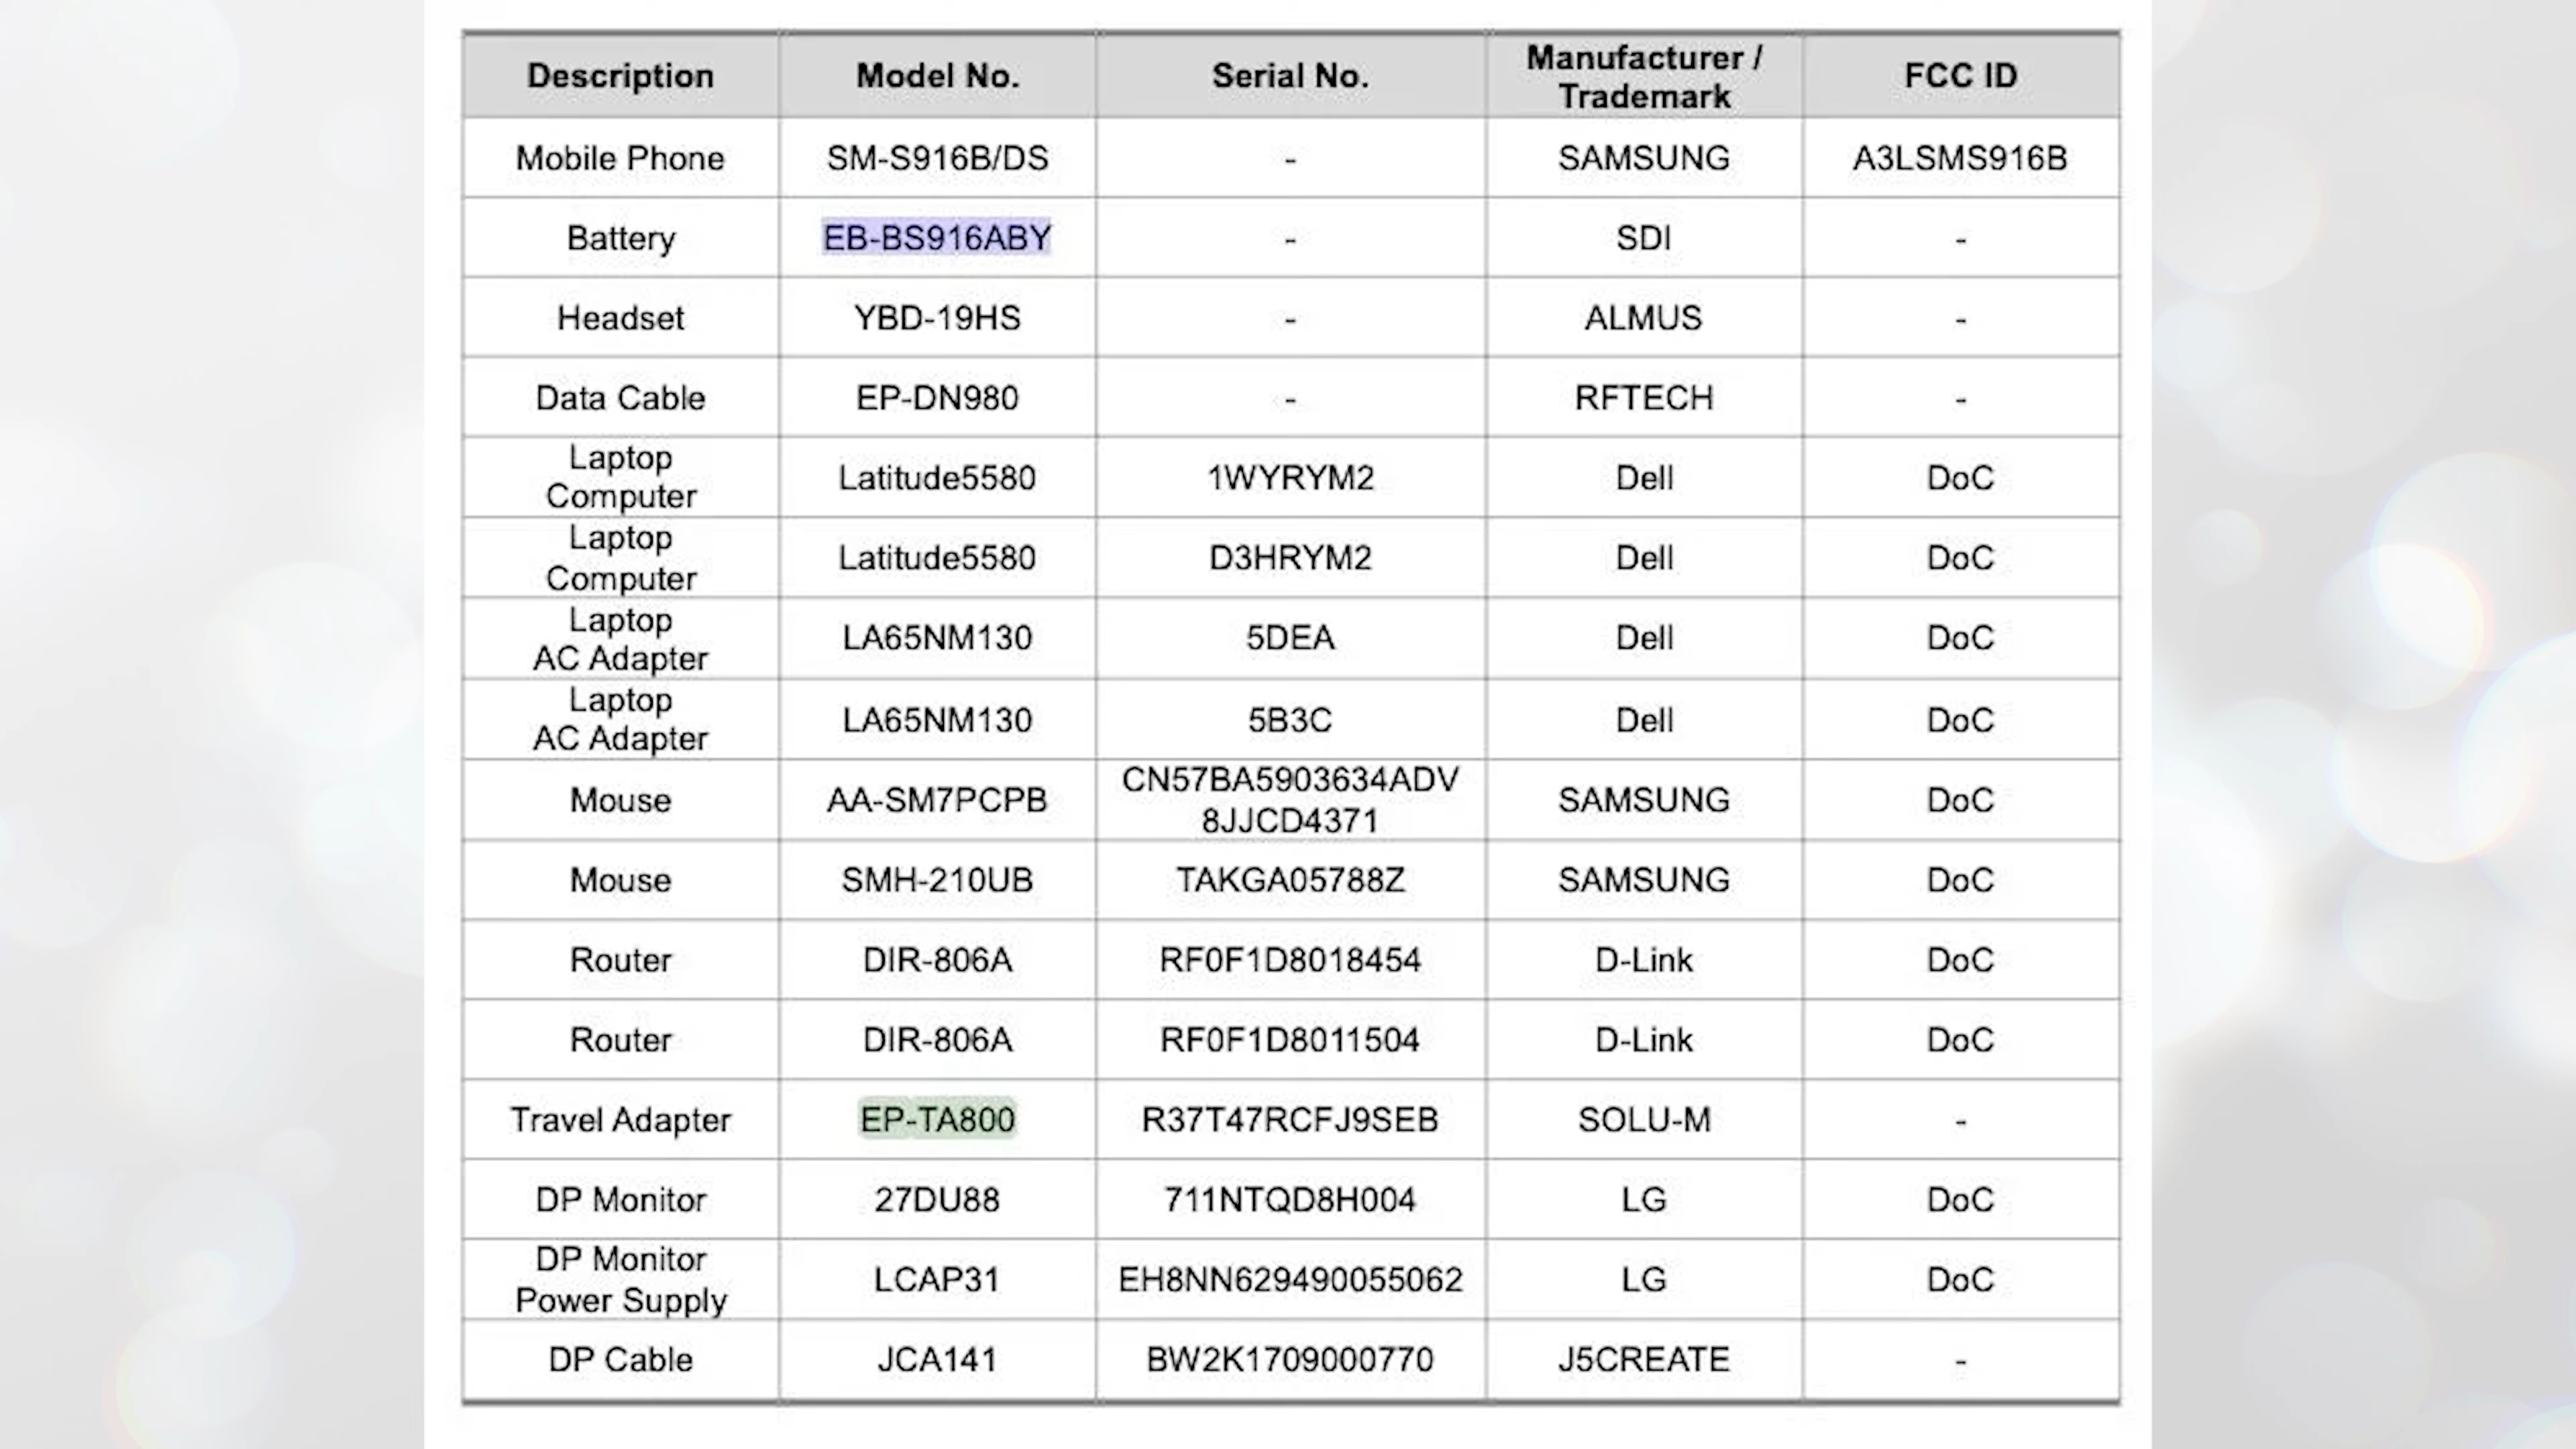 Description Model No. Serial No. Manufacturer /
Trademark FCC ID
Mobile Phone SM-S916B/DS - SAMSUNG A3LSMS916B
Battery EB-BS916ABY - SDI -
Headset YBD-19HS - ALMUS -
Data Cable EP-DN980 - RFTECH -
Laptop
Computer Latitude5580 1WYRYM2 Dell DoC
Laptop
Computer Latitude5580 D3HRYM2 Dell DoC
Laptop
AC Adapter LA65NM130 5DEA Dell DoC
Laptop
AC Adapter LA65NM130 5B3C Dell DoC
Mouse AA-SM7PCPB CN57BA5903634ADV
8JJCD4371 SAMSUNG DoC
Mouse SMH-210UB TAKGA05788Z SAMSUNG DoC
Router DIR-806A RF0F1D8018454 D-Link DoC
Router DIR-806A RF0F1D8011504 D-Link DoC
Travel Adapter EP-TA800 R37T47RCFJ9SEB SOLU-M -
DP Monitor 27DU88 711NTQD8H004 LG DoC
DP Monitor
Power Supply LCAP31 EH8NN629490055062 LG DoC
DP Cable JCA141 BW2K1709000770 J5CREATE -